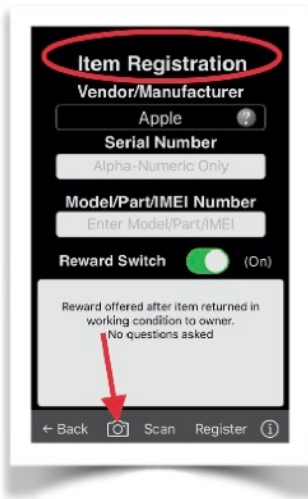 Item Registration
Vendor/Manufacturer
Apple ?
Serial Number
Alpha-Numeric Only
Model/Part/IMEI Number
Enter Model/Part/IMEI
Reward Switch (On)
Reward offered after item returned in
working condition to owner.
No questions asked
← Back Scan Register i